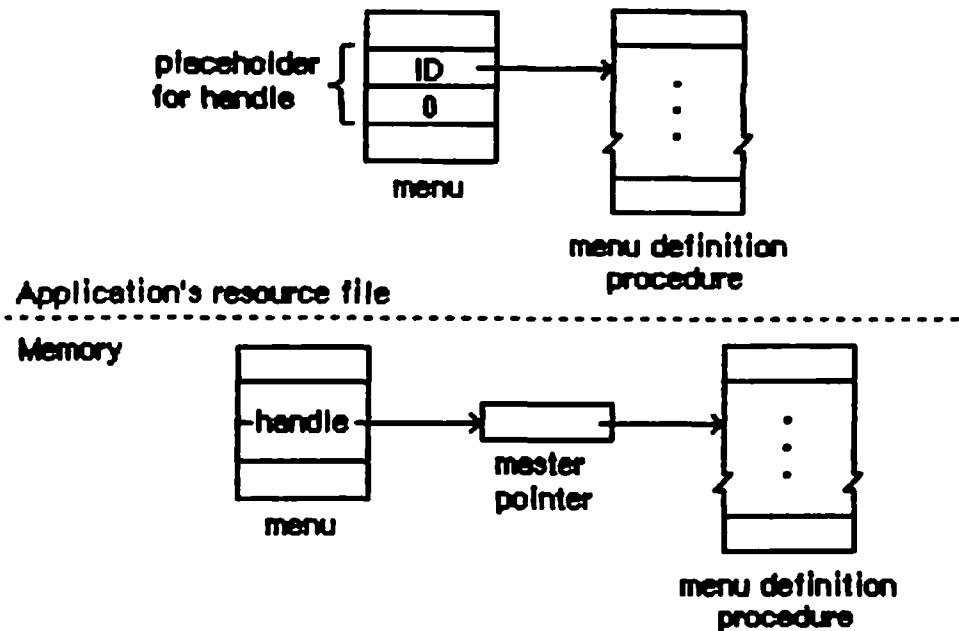 placeholder
for handle
ID
0
menu
menu definition
procedure
Application's resource file
Memory
handle
master
pointer
menu
menu definition
procedure